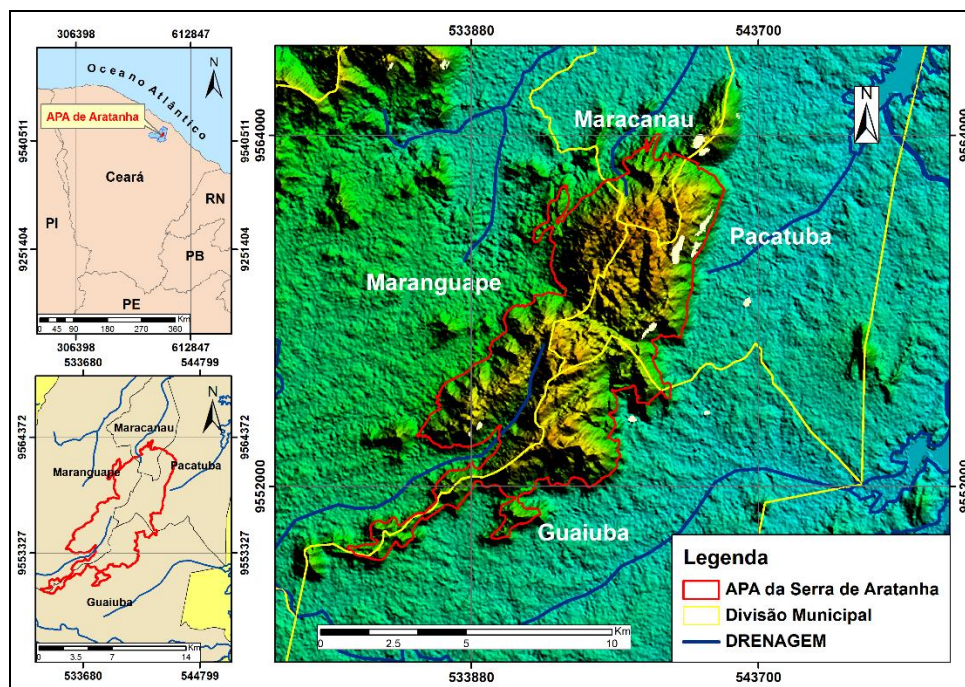 306398
612847
N
Oceano Atlântico
APA de Aratanha
9540511
9540511
Ceará
RN
PI
PB
9251404
9251404
PE
Km
0 45 90 180 270 360
306398
612847
533680
544799
N
Maracanau
9564372
9564372
Maranguape
Pacatuba
9553327
9553327
Guaiuba
Km
0 3.5 7 14
533680
544799
533880
543700
N
Maracanau
9564000
9564000
Pacatuba
Maranguape
9552000
9552000
Guaiuba
Km
0 2.5 5 10
Legenda
APA da Serra de Aratanha
Divisão Municipal
DRENAGEM
533880
543700